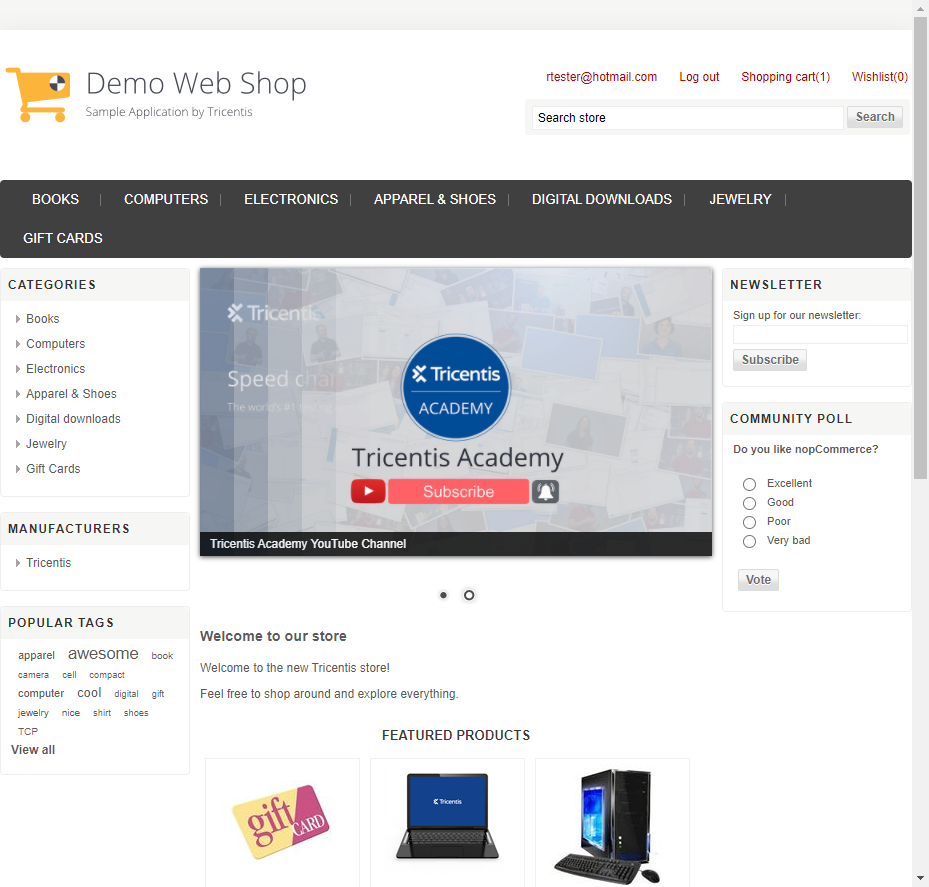 Demo Web Shop
Sample Application by Tricentis
rtester@hotmail.com Log out Shopping cart(1) Wishlist(0)
Search store Search
BOOKS COMPUTERS ELECTRONICS APPAREL & SHOES DIGITAL DOWNLOADS JEWELRY
GIFT CARDS
CATEGORIES
Books
Computers
Electronics
Apparel & Shoes
Digital downloads
Jewelry
Gift Cards
MANUFACTURERS
Tricentis
POPULAR TAGS
apparel awesome book
camera cell compact
computer cool digital gift
jewelry nice shirt shoes
TCP
View all
Tricentis
Speed
The world's #1
Tricentis
ACADEMY
Tricentis Academy
Subscribe
Tricentis Academy YouTube Channel
Welcome to our store
Welcome to the new Tricentis store!
Feel free to shop around and explore everything.
FEATURED PRODUCTS
gift
CARD
Tricentis
NEWSLETTER
Sign up for our newsletter:
Subscribe
COMMUNITY POLL
Do you like nopCommerce?
Excellent
Good
Poor
Very bad
Vote